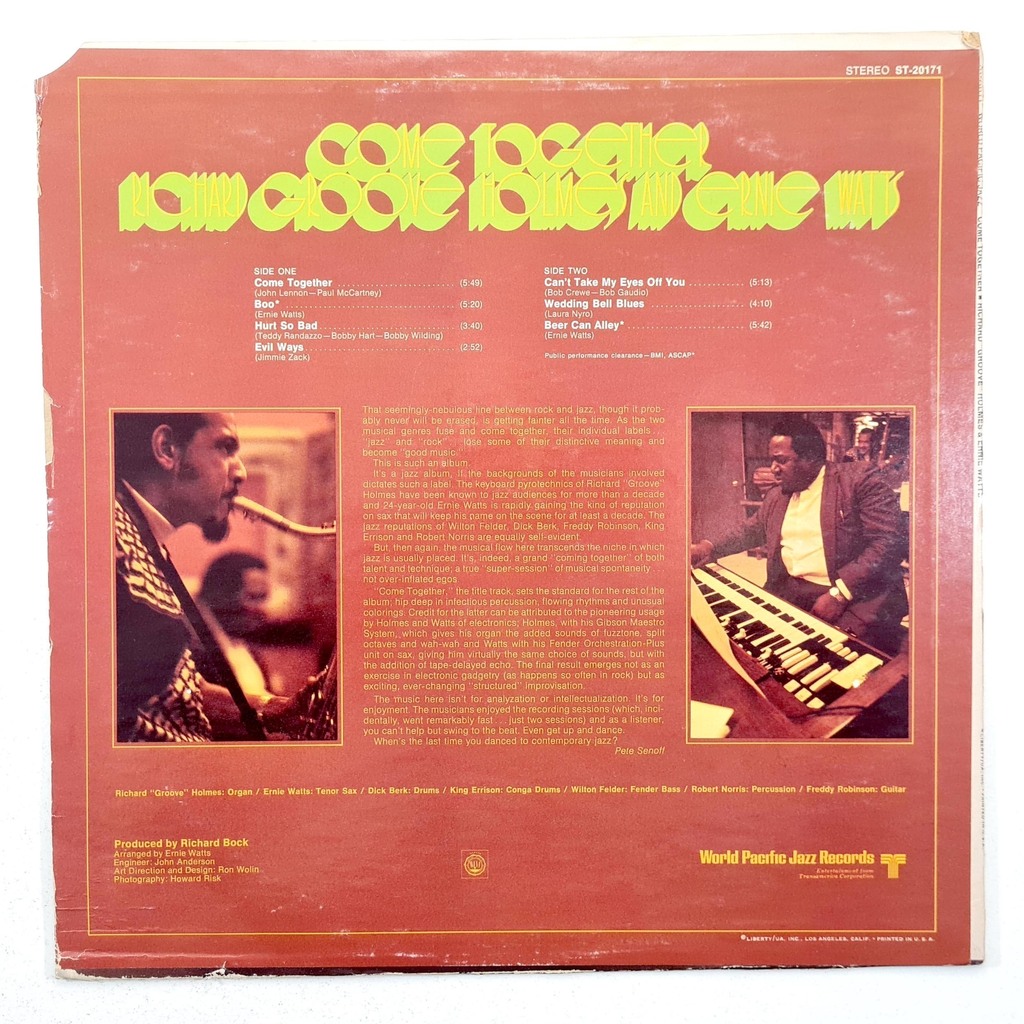 STEREO ST-20171
COME TOGETHER
RICHARD GROOVE HOLMES AND ERNIE WATTS
SIDE ONE
Come Together . . . . . . . . . . . . . . . . . . . . . . (5:49)
(John Lennon—Paul McCartney)
Boo* . . . . . . . . . . . . . . . . . . . . . . . . . . . . . . (5:20)
(Ernie Watts)
Hurt So Bad . . . . . . . . . . . . . . . . . . . . . . . . (3:40)
(Teddy Randazzo—Bobby Hart—Bobby Wilding)
Evil Ways . . . . . . . . . . . . . . . . . . . . . . . . . . (2:52)
(Jimmie Zack)
SIDE TWO
Can't Take My Eyes Off You . . . . . . . . . . . . (5:13)
(Bob Crewe—Bob Gaudio)
Wedding Bell Blues . . . . . . . . . . . . . . . . . . (4:10)
(Laura Nyro)
Beer Can Alley* . . . . . . . . . . . . . . . . . . . . . (5:42)
(Ernie Watts)
Public performance clearance—BMI, ASCAP*
That seemingly-nebulous line between rock and jazz, though it prob-
ably never will be erased, is getting fainter all the time. As the two
musical genres fuse and come together, their individual labels . . .
"jazz" and "rock" . . . lose some of their distinctive meaning and
become "good music."
This is such an album.
It's a jazz album, if the backgrounds of the musicians involved
dictates such a label. The keyboard pyrotechnics of Richard "Groove"
Holmes have been known to jazz audiences for more than a decade
and 24-year-old Ernie Watts is rapidly gaining the kind of reputation
on sax that will keep his name on the scene for at least a decade. The
jazz reputations of Wilton Felder, Dick Berk, Freddy Robinson, King
Errison and Robert Norris are equally self-evident.
But, then again, the musical flow here transcends the niche in which
jazz is usually placed. It's, indeed, a grand "coming together" of both
talent and technique; a true "super-session" of musical spontaneity . . .
not over-inflated egos.
"Come Together," the title track, sets the standard for the rest of the
album; hip deep in infectious percussion, flowing rhythms and unusual
colorings. Credit for the latter can be attributed to the pioneering usage
by Holmes and Watts of electronics; Holmes, with his Gibson Maestro
System, which gives his organ the added sounds of fuzztone, split
octaves and wah-wah and Watts with his Fender Orchestration-Plus
unit on sax, giving him virtually the same choice of sounds, but with
the addition of tape-delayed echo. The final result emerges not as an
exercise in electronic gadgetry (as happens so often in rock) but as
exciting, ever-changing "structured" improvisation.
The music here isn't for analyzation or intellectualization. It's for
enjoyment. The musicians enjoyed the recording sessions (which, inci-
dentally, went remarkably fast . . . just two sessions) and as a listener,
you can't help but swing to the beat. Even get up and dance.
When's the last time you danced to contemporary jazz?
Pete Senoff
Richard "Groove" Holmes: Organ / Ernie Watts: Tenor Sax / Dick Berk: Drums / King Errison: Conga Drums / Wilton Felder: Fender Bass / Robert Norris: Percussion / Freddy Robinson: Guitar
Produced by Richard Bock
Arranged by Ernie Watts
Engineer: John Anderson
Art Direction and Design: Ron Wolin
Photography: Howard Risk
World Pacific Jazz Records
Entertainment from
Transamerica Corporation
℗LIBERTY/UA, INC., LOS ANGELES, CALIF. • PRINTED IN U. S. A.
COME TOGETHER • RICHARD "GROOVE" HOLMES & ERNIE WATTS